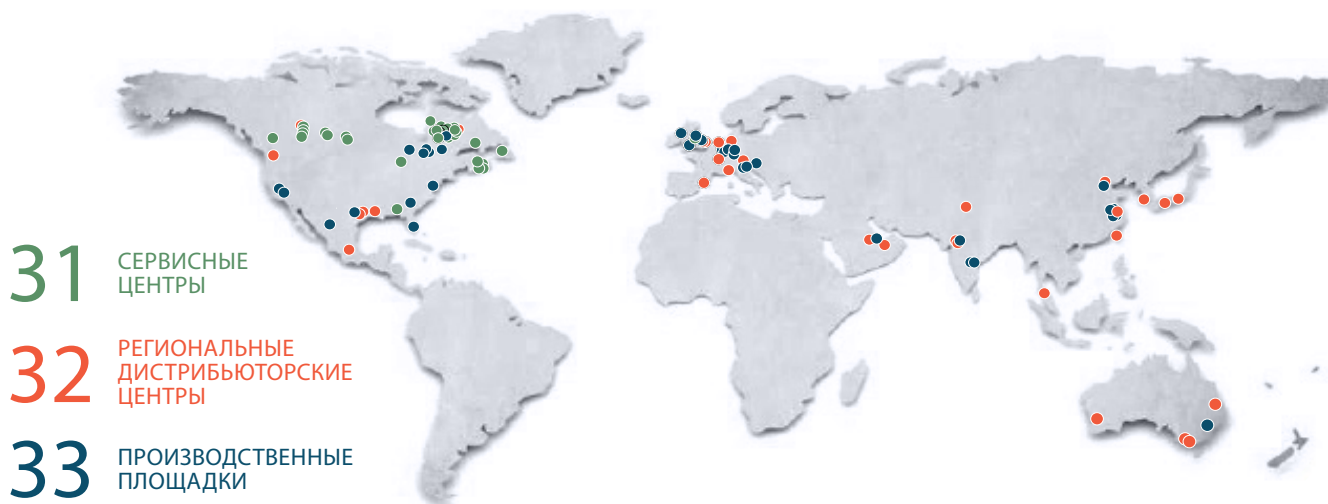 31 СЕРВИСНЫЕ
ЦЕНТРЫ
32 РЕГИОНАЛЬНЫЕ
ДИСТРИБЬЮТОРСКИЕ
ЦЕНТРЫ
33 ПРОИЗВОДСТВЕННЫЕ
ПЛОЩАДКИ